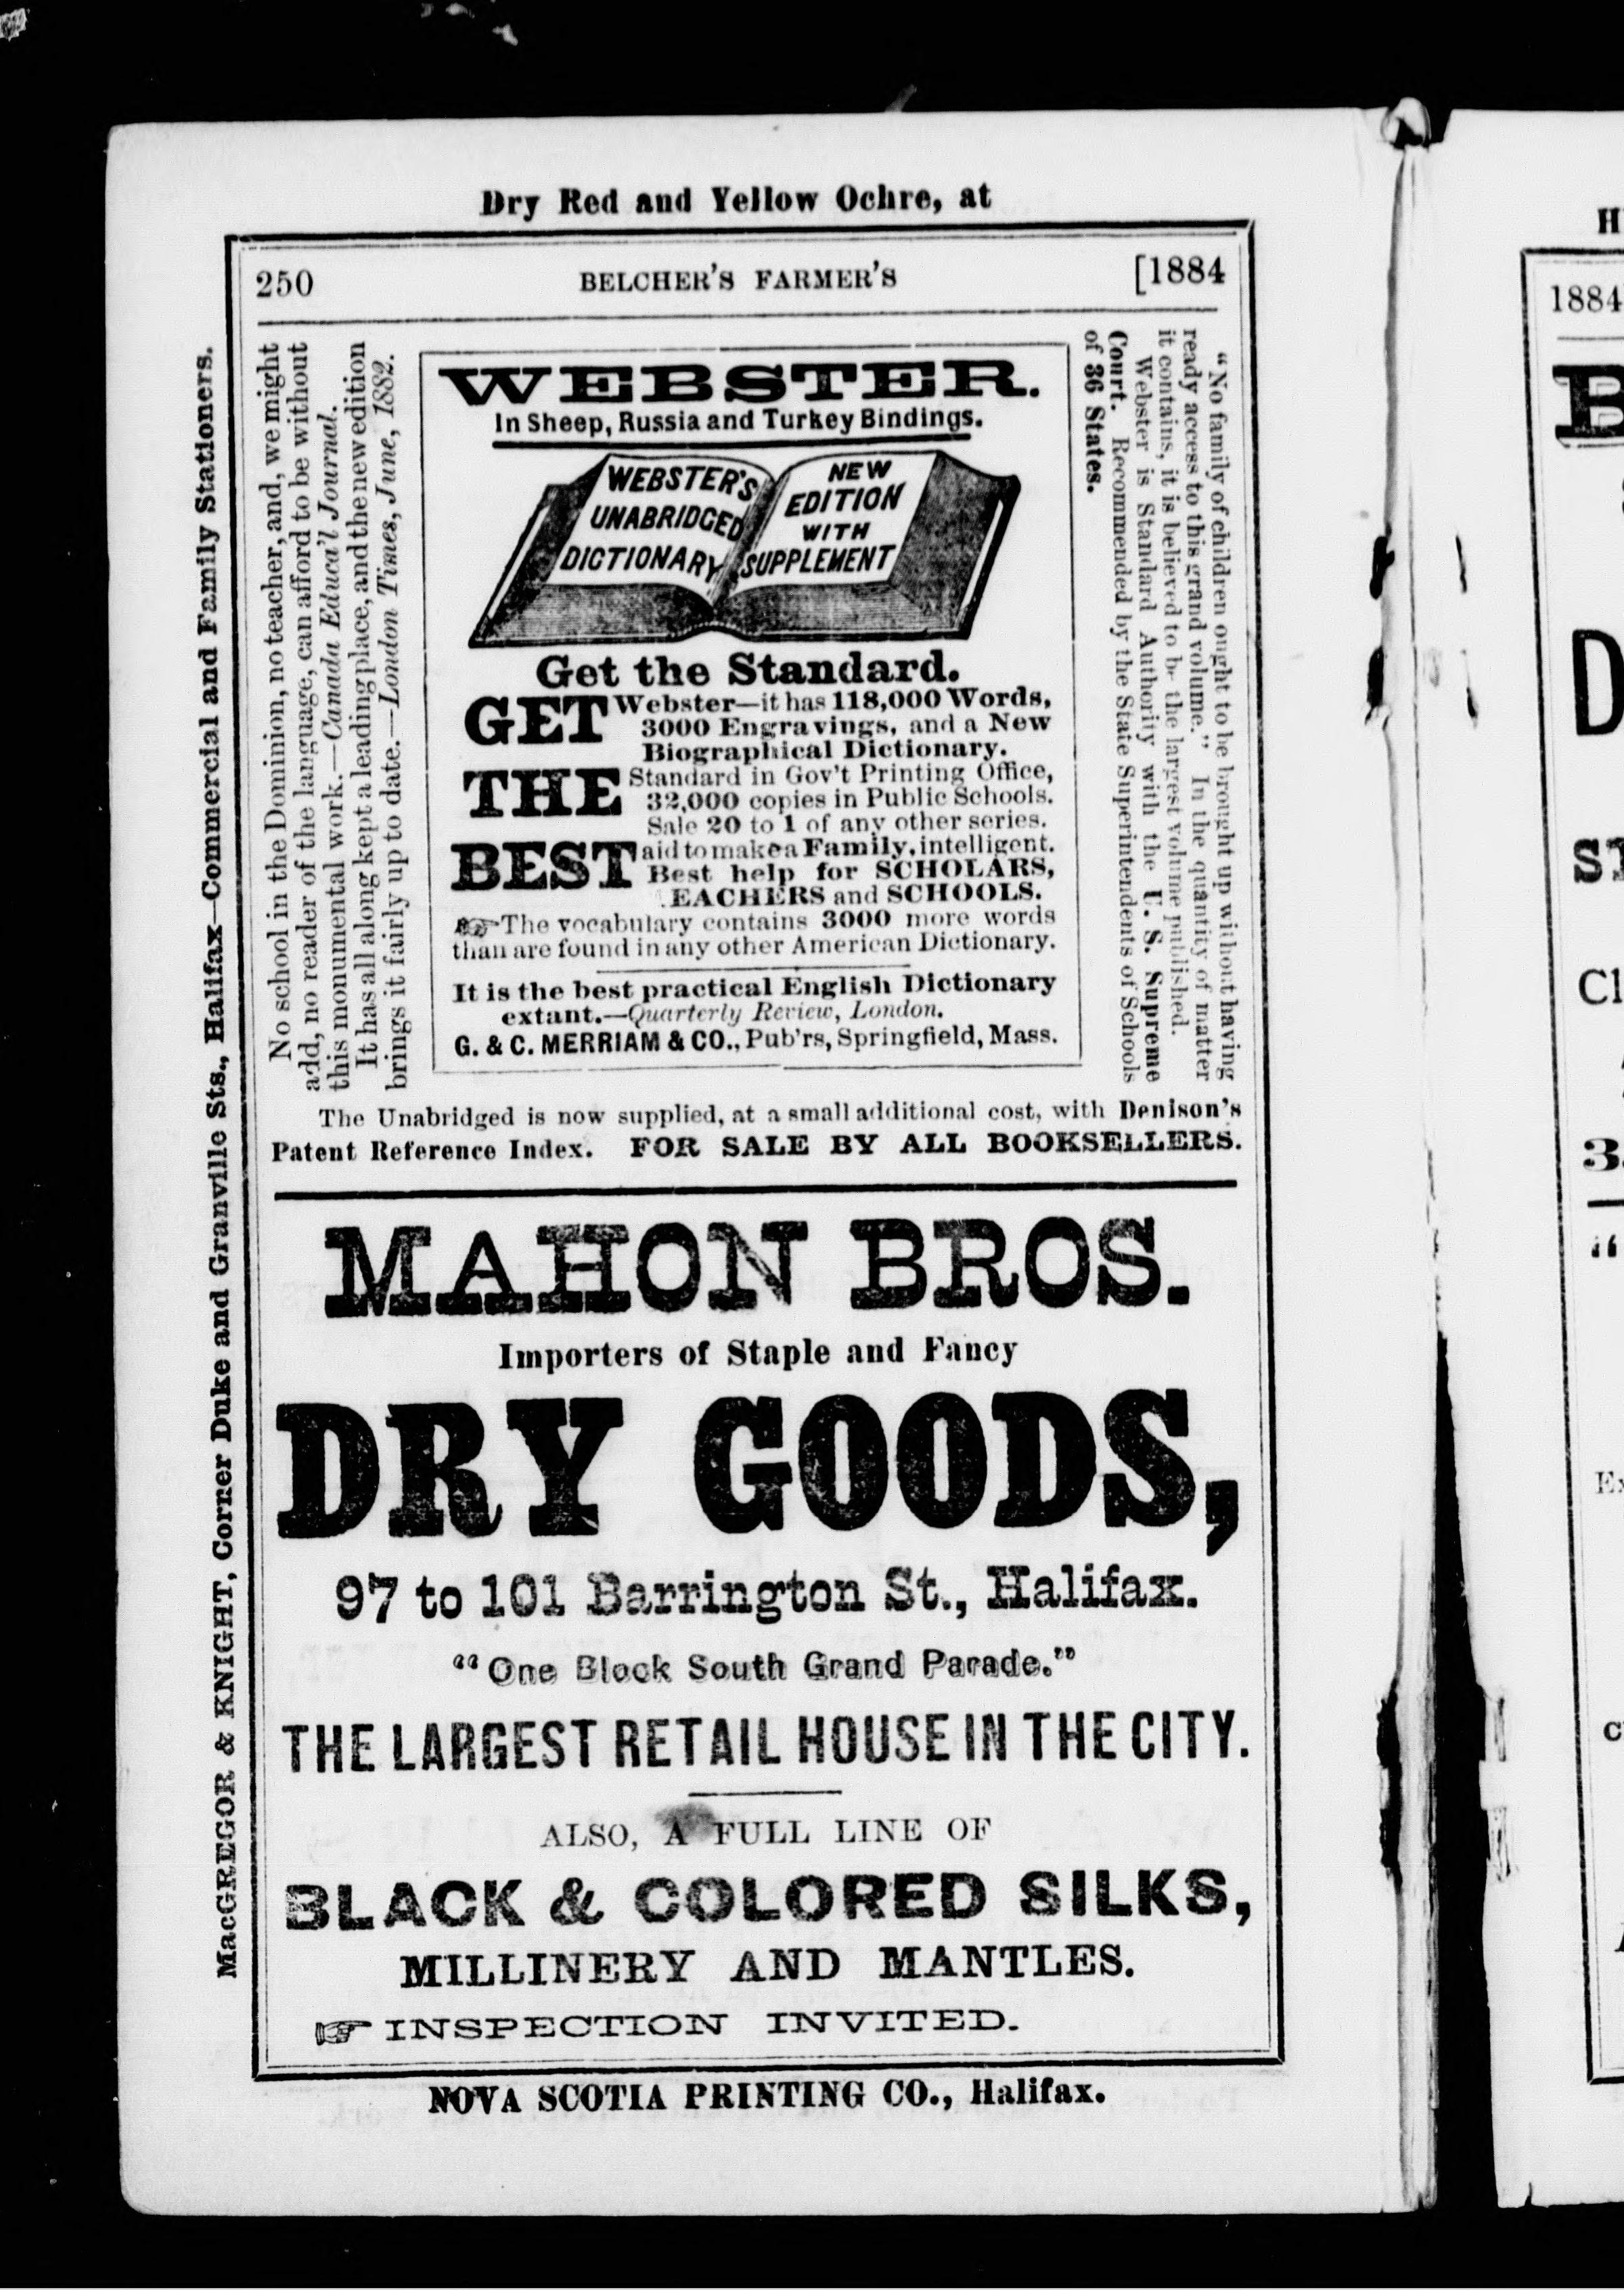 Dry Red and Yellow Ochre, at
250 BELCHER'S FARMER'S [1884
MacGREGOR & KNIGHT, Corner Duke and Granville Sts., Halifax—Commercial and Family Stationers.
No school in the Dominion, no teacher, and, we might
add, no reader of the language, can afford to be without
this monumental work.—Canada Educa'l Journal.
It has all along kept a leading place, and the new edition
brings it fairly up to date.—London Times, June, 1882.
WEBSTER.
In Sheep, Russia and Turkey Bindings.
WEBSTER'S
UNABRIDGED
DICTIONARY
NEW
EDITION
WITH
SUPPLEMENT
Get the Standard.
GET Webster—it has 118,000 Words,
3000 Engravings, and a New
Biographical Dictionary.
THE Standard in Gov't Printing Office,
32,000 copies in Public Schools.
Sale 20 to 1 of any other series.
BEST aid to make a Family, intelligent.
Best help for SCHOLARS,
EACHERS and SCHOOLS.
☞The vocabulary contains 3000 more words
than are found in any other American Dictionary.
It is the best practical English Dictionary
extant.—Quarterly Review, London.
G. & C. MERRIAM & CO., Pub'rs, Springfield, Mass.
"No family of children ought to be brought up without having
ready access to this grand volume." In the quantity of matter
it contains, it is believed to be the largest volume published.
Webster is Standard Authority with the U. S. Supreme
Court. Recommended by the State Superintendents of Schools
of 36 States.
The Unabridged is now supplied, at a small additional cost, with Denison's
Patent Reference Index. FOR SALE BY ALL BOOKSELLERS.
MAHON BROS.
Importers of Staple and Fancy
DRY GOODS,
97 to 101 Barrington St., Halifax.
"One Block South Grand Parade."
THE LARGEST RETAIL HOUSE IN THE CITY.
ALSO, A FULL LINE OF
BLACK & COLORED SILKS,
MILLINERY AND MANTLES.
☞ INSPECTION INVITED.
NOVA SCOTIA PRINTING CO., Halifax.
1884